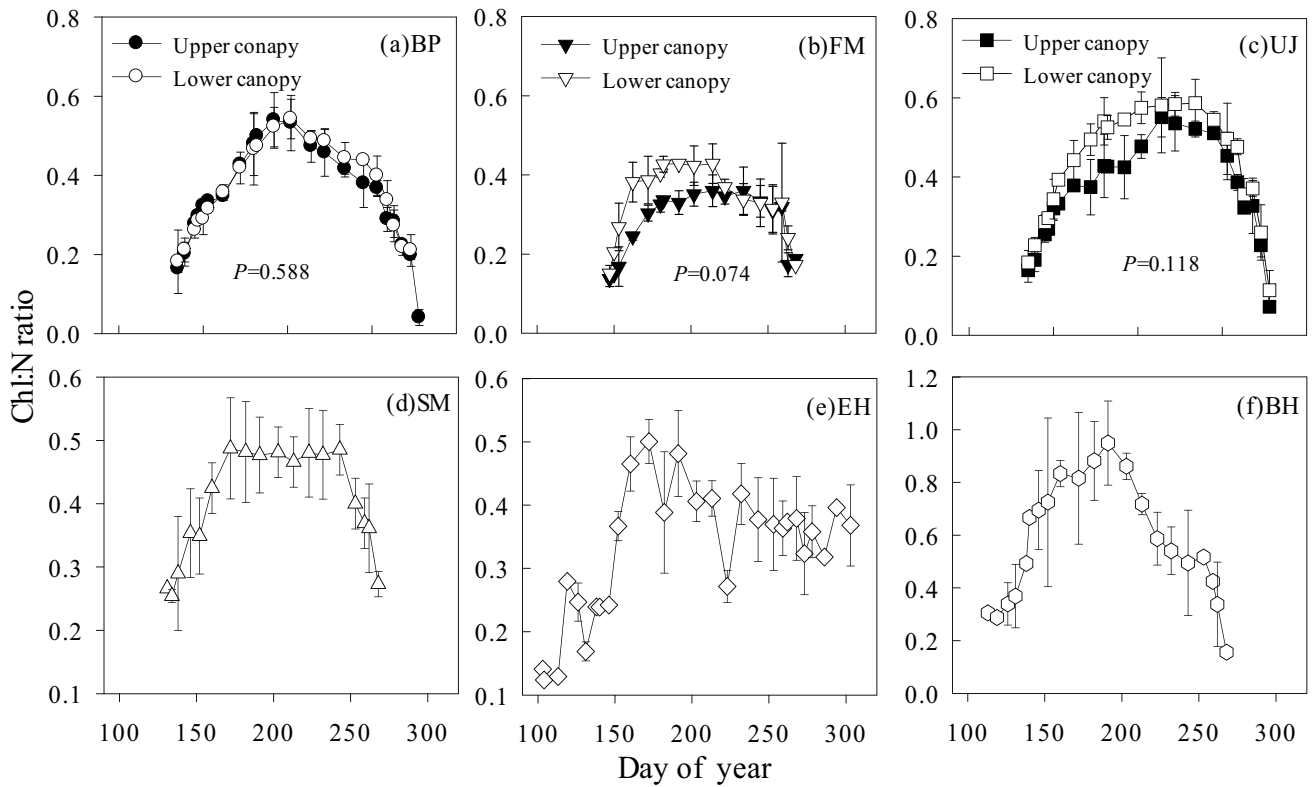 0.8
0.6
0.4
0.2
0.0
Upper conapy
Lower canopy
(a)BP
P=0.588
0.8
0.6
0.4
0.2
0.0
Upper canopy
Lower canopy
(b)FM
P=0.074
0.8
0.6
0.4
0.2
0.0
Upper canopy
Lower canopy
(c)UJ
P=0.118
Chl:N ratio
0.6
0.5
0.4
0.3
0.2
0.1
(d)SM
100 150 200 250 300
0.6
0.5
0.4
0.3
0.2
0.1
(e)EH
100 150 200 250 300
1.2
1.0
0.8
0.6
0.4
0.2
0.0
(f)BH
100 150 200 250 300
Day of year